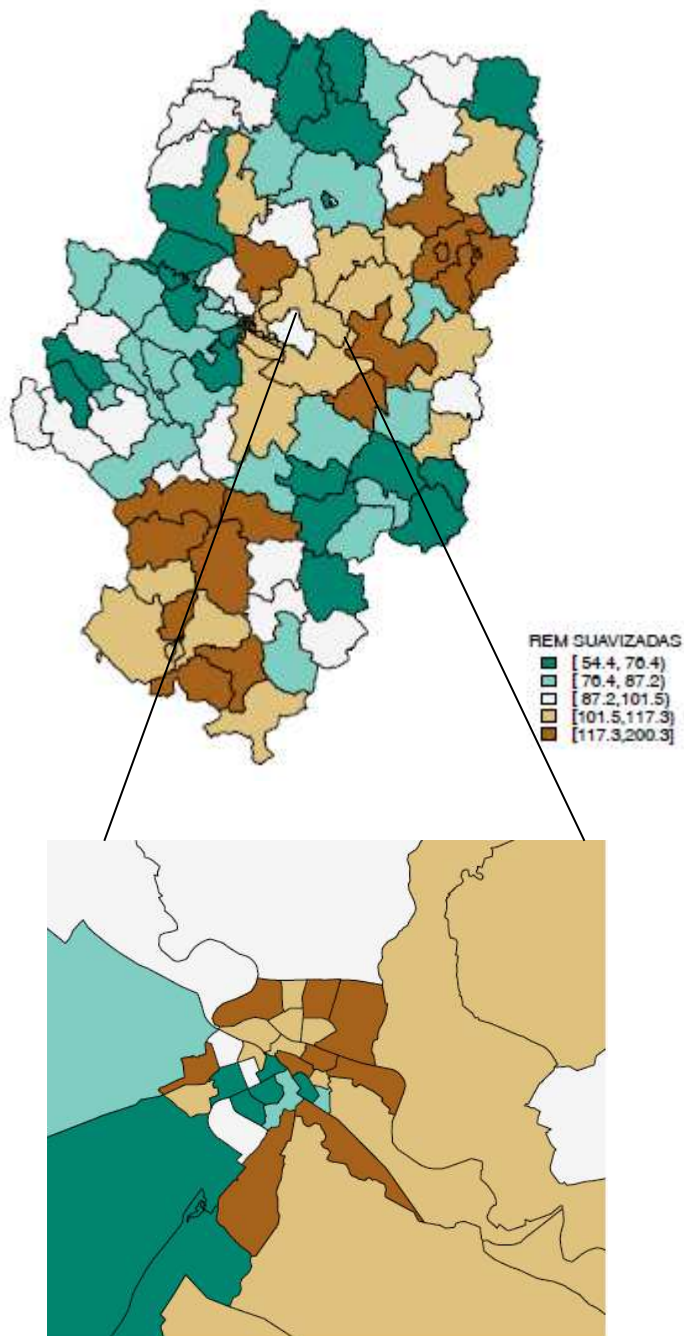 REM SUAVIZADAS
[ 54.4, 76.4)
[ 76.4, 87.2)
[ 87.2,101.5)
[101.5,117.3)
[117.3,200.3]